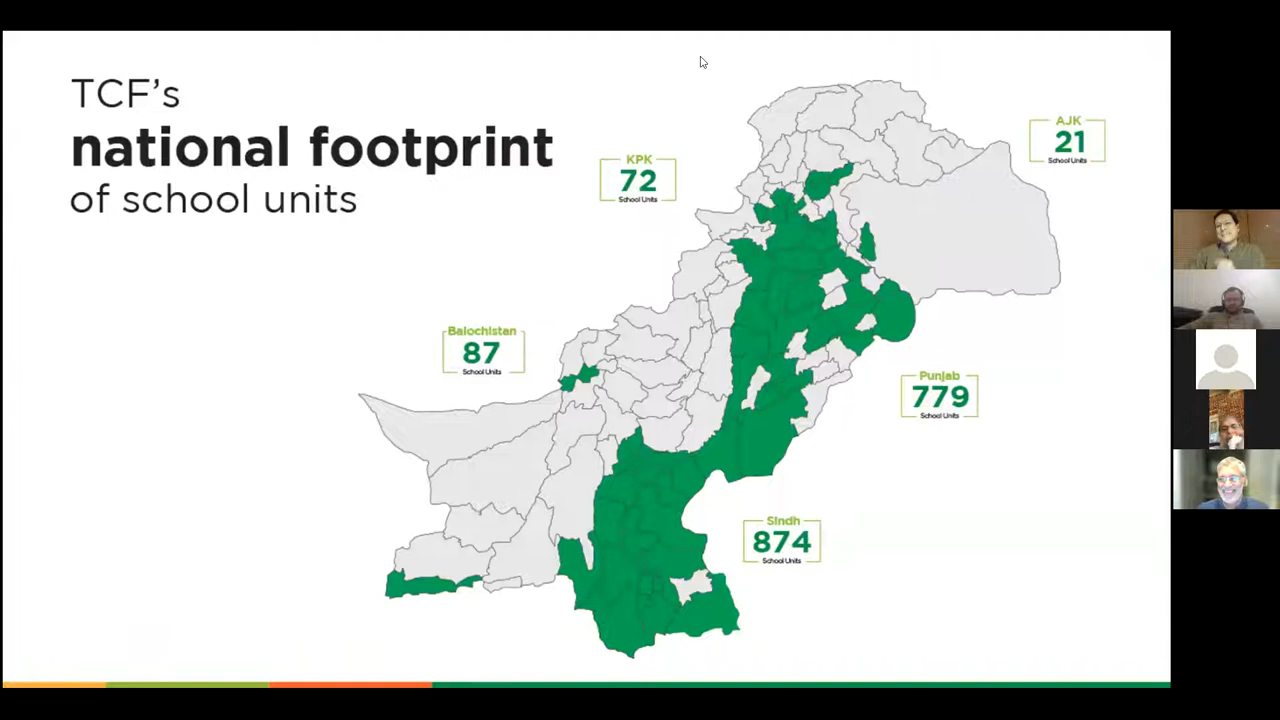 TCF's
national footprint
of school units
KPK
72
School Units
AJK
21
School Units
Balochistan
87
School Units
Punjab
779
School Units
Sindh
874
School Units